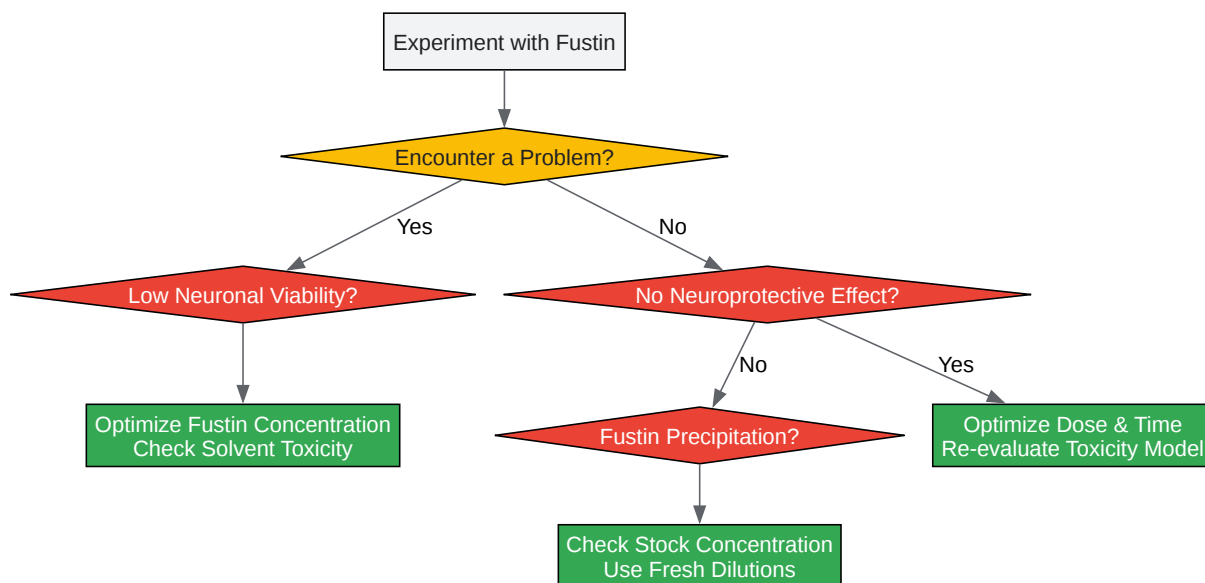 Experiment with Fustin
Encounter a Problem?
Yes
No
Low Neuronal Viability?
No Neuroprotective Effect?
No
Yes
Optimize Fustin Concentration
Check Solvent Toxicity
Fustin Precipitation?
Optimize Dose & Time
Re-evaluate Toxicity Model
Check Stock Concentration
Use Fresh Dilutions